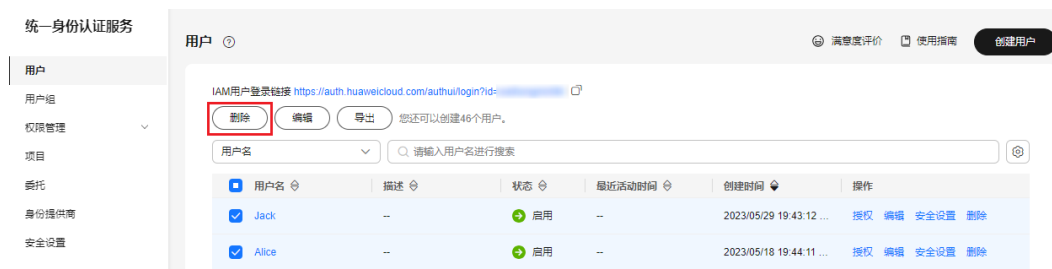 统一身份认证服务
用户
用户组
权限管理
项目
委托
身份提供商
安全设置
用户
满意度评价 使用指南 创建用户
IAM用户登录链接 https://auth.huaweicloud.com/authui/login?id=
删除 编辑 导出 您还可以创建46个用户。
用户名 请输入用户名进行搜索
用户名 描述 状态 最近活动时间 创建时间 操作
Jack -- 启用 -- 2023/05/29 19:43:12 ... 授权 编辑 安全设置 删除
Alice -- 启用 -- 2023/05/18 19:44:11 ... 授权 编辑 安全设置 删除